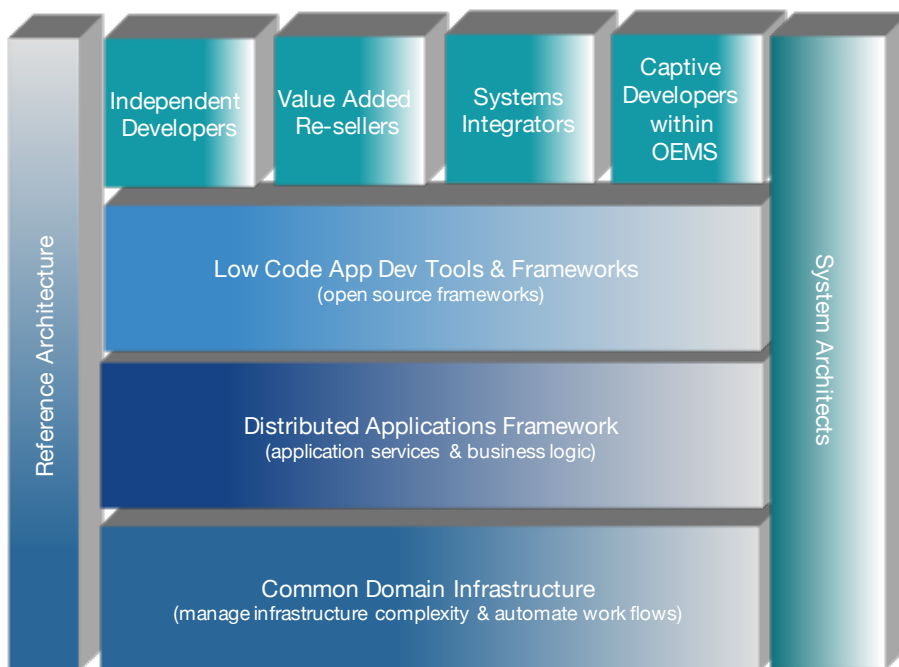 Reference Architecture
Independent
Developers
Value Added
Re-sellers
Systems
Integrators
Captive
Developers
within
OEMS
Low Code App Dev Tools & Frameworks
(open source frameworks)
Distributed Applications Framework
(application services & business logic)
Common Domain Infrastructure
(manage infrastructure complexity & automate work flows)
System Architects